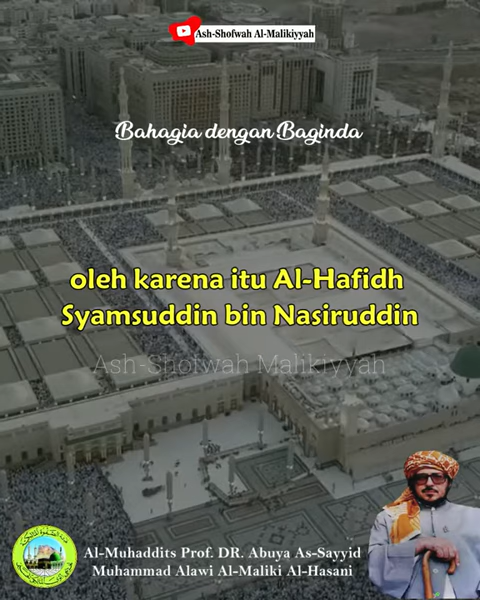 Ash-Shofwah Al-Malikiyyah
Bahagia dengan Baginda
oleh karena itu Al-Hafidh
Syamsuddin bin Nasiruddin
Ash-Shofwah Malikiyyah
Al-Muhaddits Prof. DR. Abuya As-Sayyid
Muhammad Alawi Al-Maliki Al-Hasani